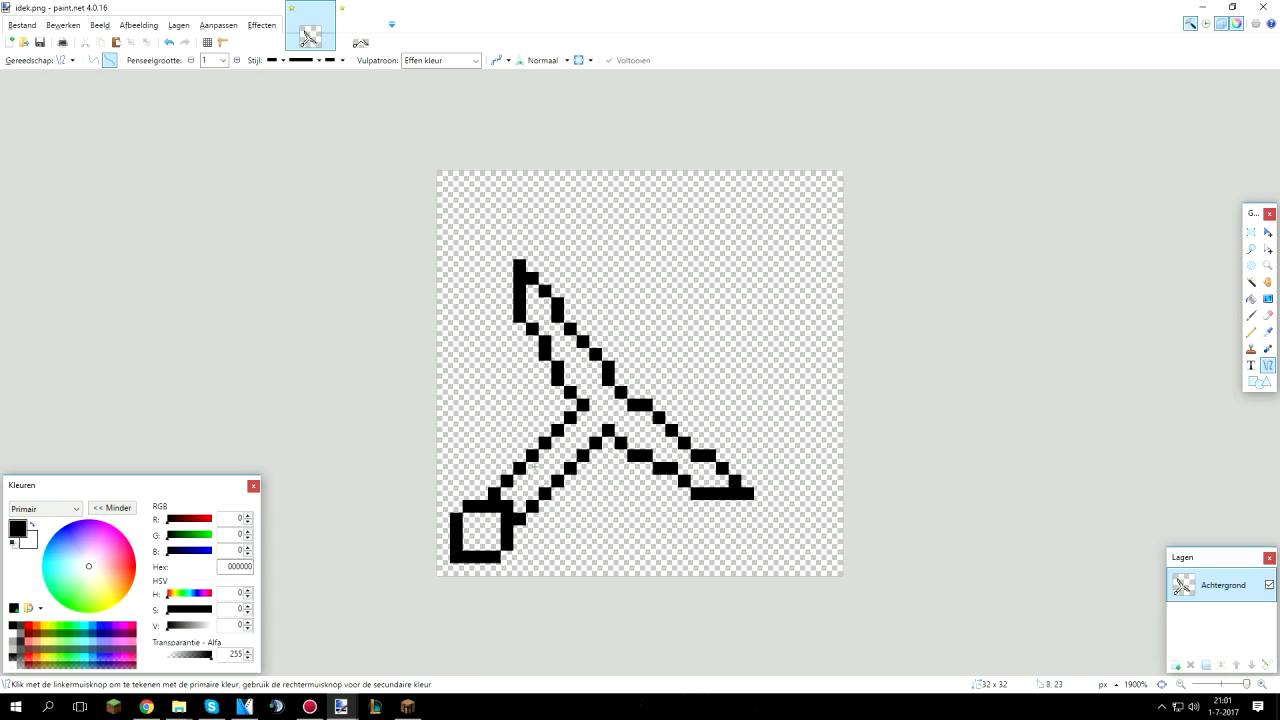 idek.png - paint.net 4.0.16
Bestand Bewerken Beeld Afbeelding Lagen Aanpassen Effecten
Gereedschap: Penseelgrootte: 1 Stijl: Vulpatroon: Effen kleur Normaal Voltooien
G...
Kleuren
Primair << Minder
RGB
R: 0
G: 0
B: 0
Hex: 000000
HSV
H: 0
S: 0
V: 0
Transparantie - Alfa
255
Lagen
Achtergrond
Klik met de linkermuisknop om te tekenen met de primaire kleur, gebruik de rechtermuisknop voor de secundaire kleur 32 x 32 8, 23 px 1900%
21:01
1-7-2017